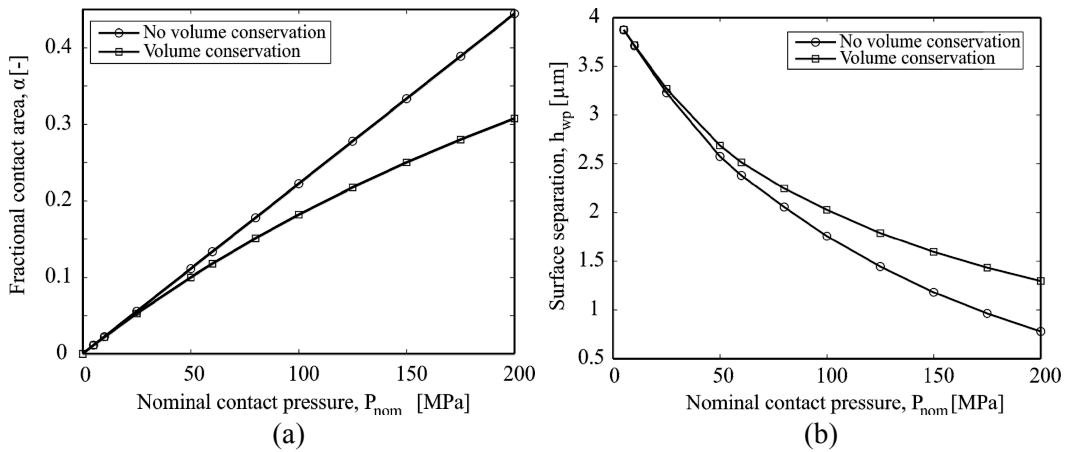 No volume conservation
Volume conservation
Fractional contact area, α [-]
0.4
0.3
0.2
0.1
0
0 50 100 150 200
Nominal contact pressure, P_nom [MPa]
(a)
No volume conservation
Volume conservation
Surface separation, h_wp [µm]
4
3.5
3
2.5
2
1.5
1
0.5
0 50 100 150 200
Nominal contact pressure, P_nom [MPa]
(b)